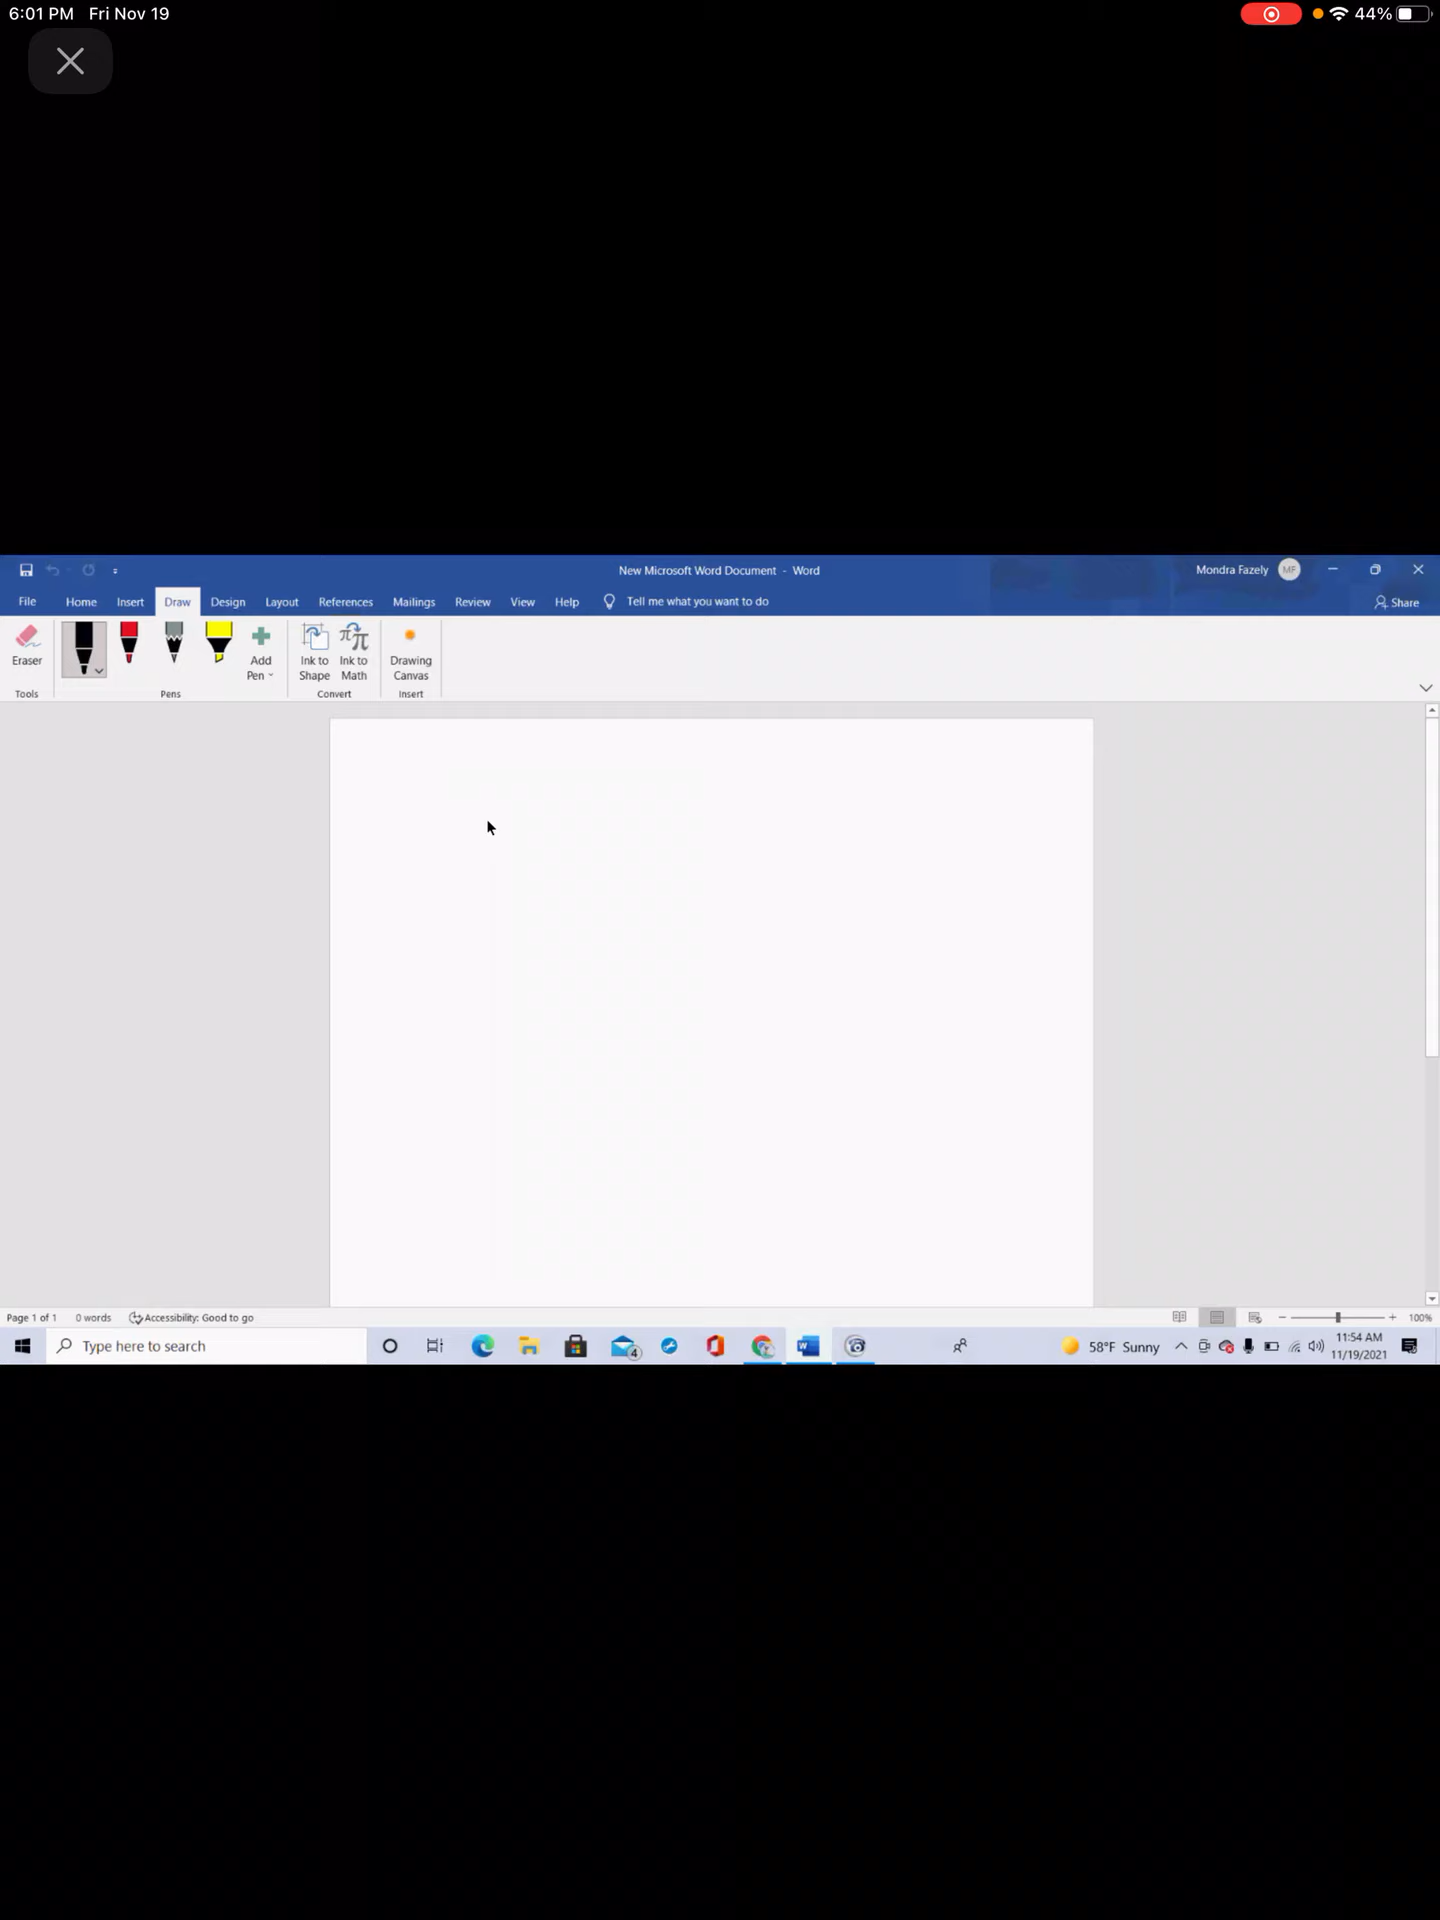 6:01 PM Fri Nov 19 44%
New Microsoft Word Document - Word Mondra Fazely MF
File Home Insert Draw Design Layout References Mailings Review View Help Tell me what you want to do Share
Eraser Add Pen Ink to Shape Ink to Math Drawing Canvas
Tools Pens Convert Insert
Page 1 of 1 0 words Accessibility: Good to go 100%
Type here to search 4 58°F Sunny 11:54 AM
11/19/2021